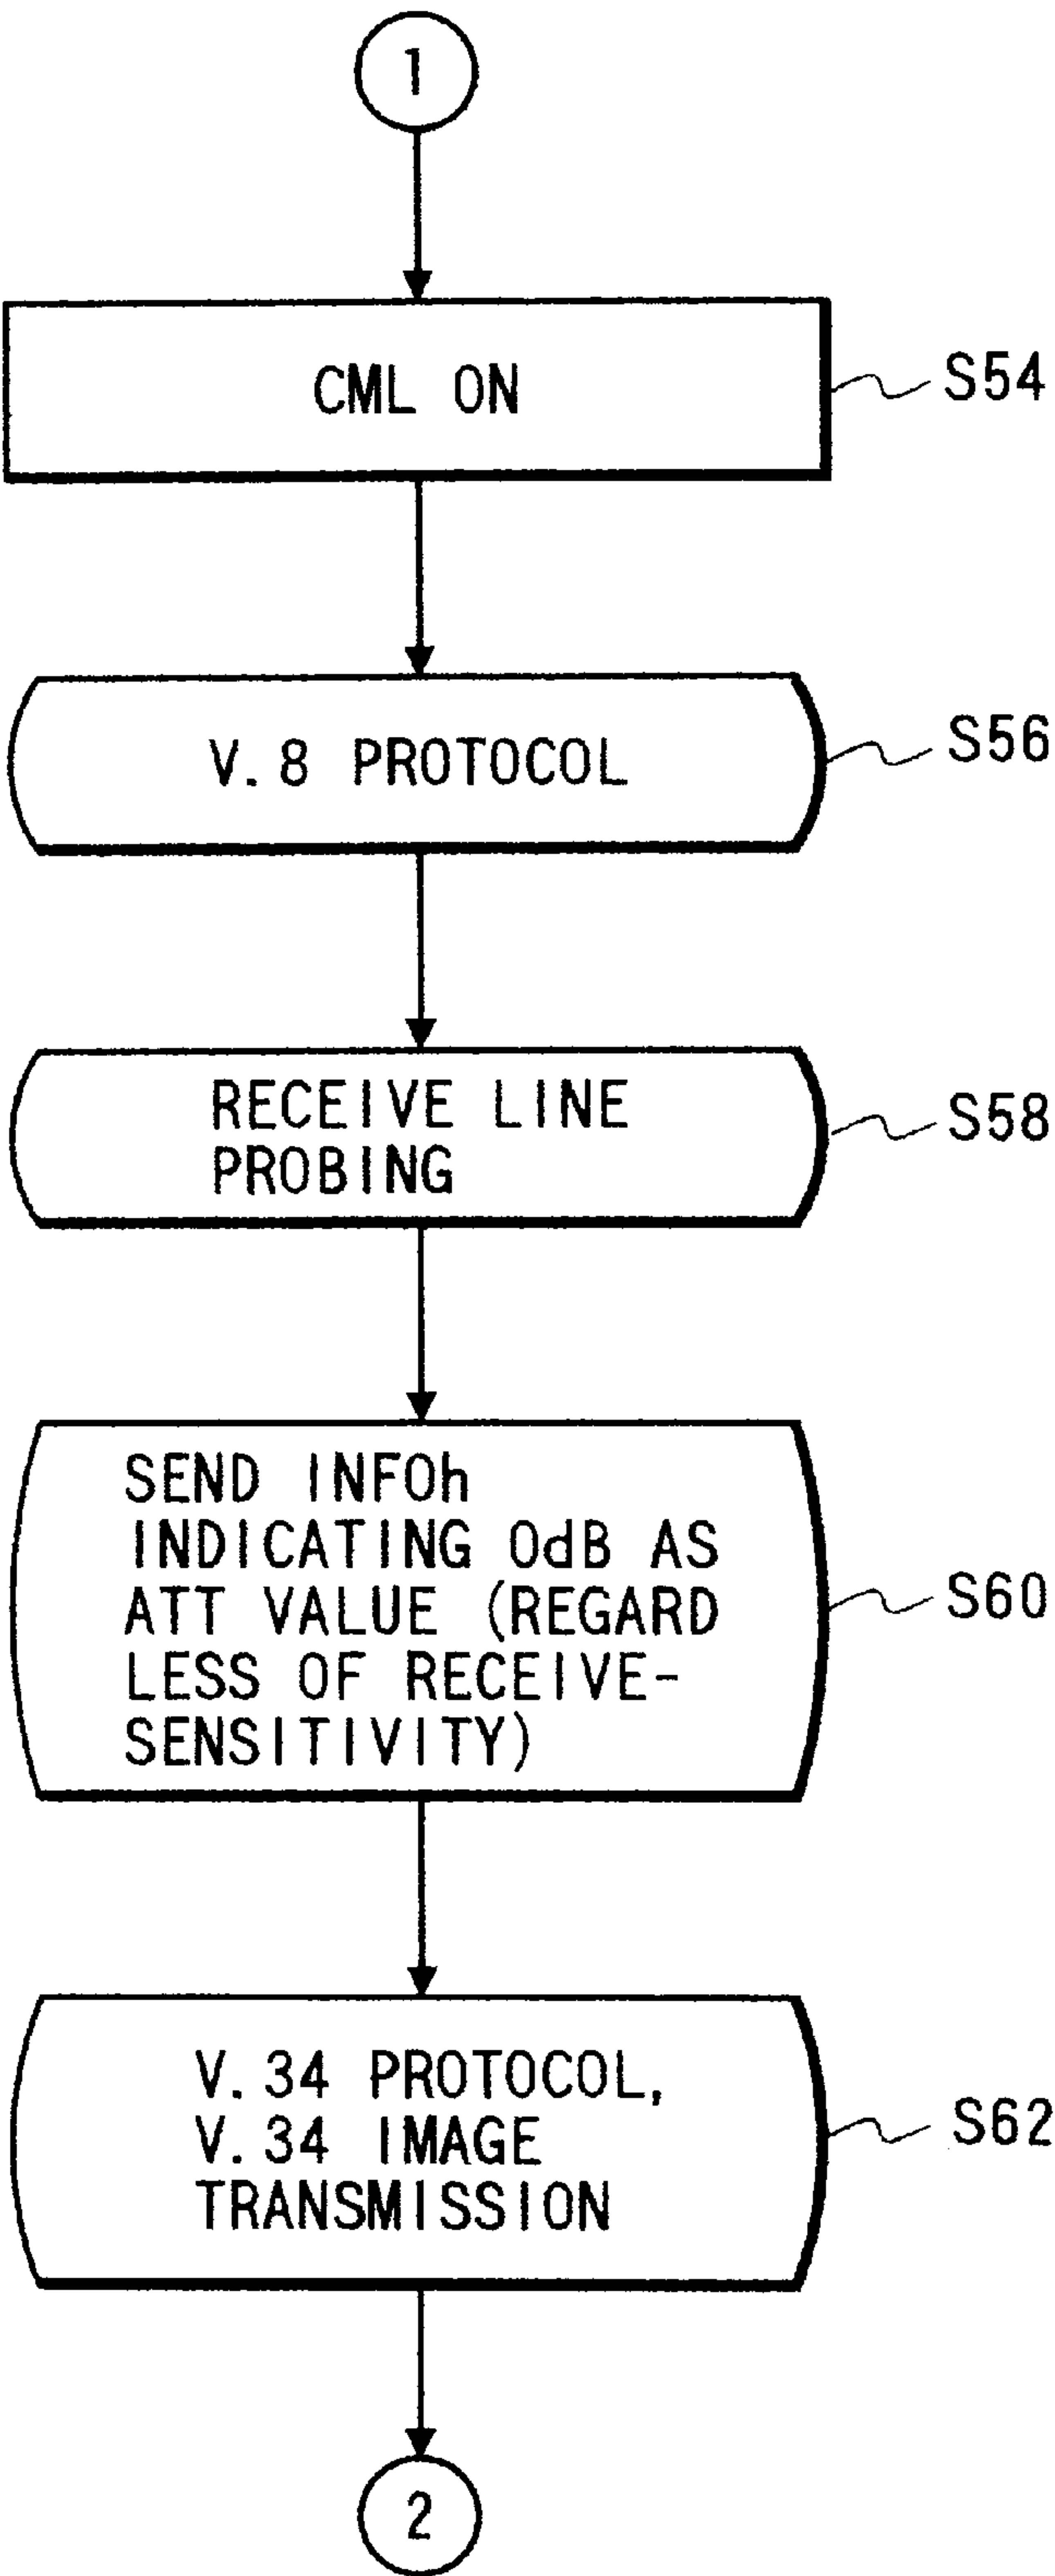 1
CML ON
S54
V.8 PROTOCOL
S56
RECEIVE LINE
PROBING
S58
SEND INFOh
INDICATING 0dB AS
ATT VALUE (REGARD
LESS OF RECEIVE-
SENSITIVITY)
S60
V.34 PROTOCOL,
V.34 IMAGE
TRANSMISSION
S62
2